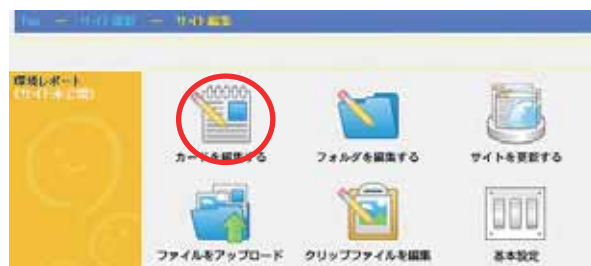 Top — サイト選択 — サイト編集
環境レポート
(サイト未公開)
カードを編集する
フォルダを編集する
サイトを更新する
ファイルをアップロード
クリップファイルを編集
基本設定